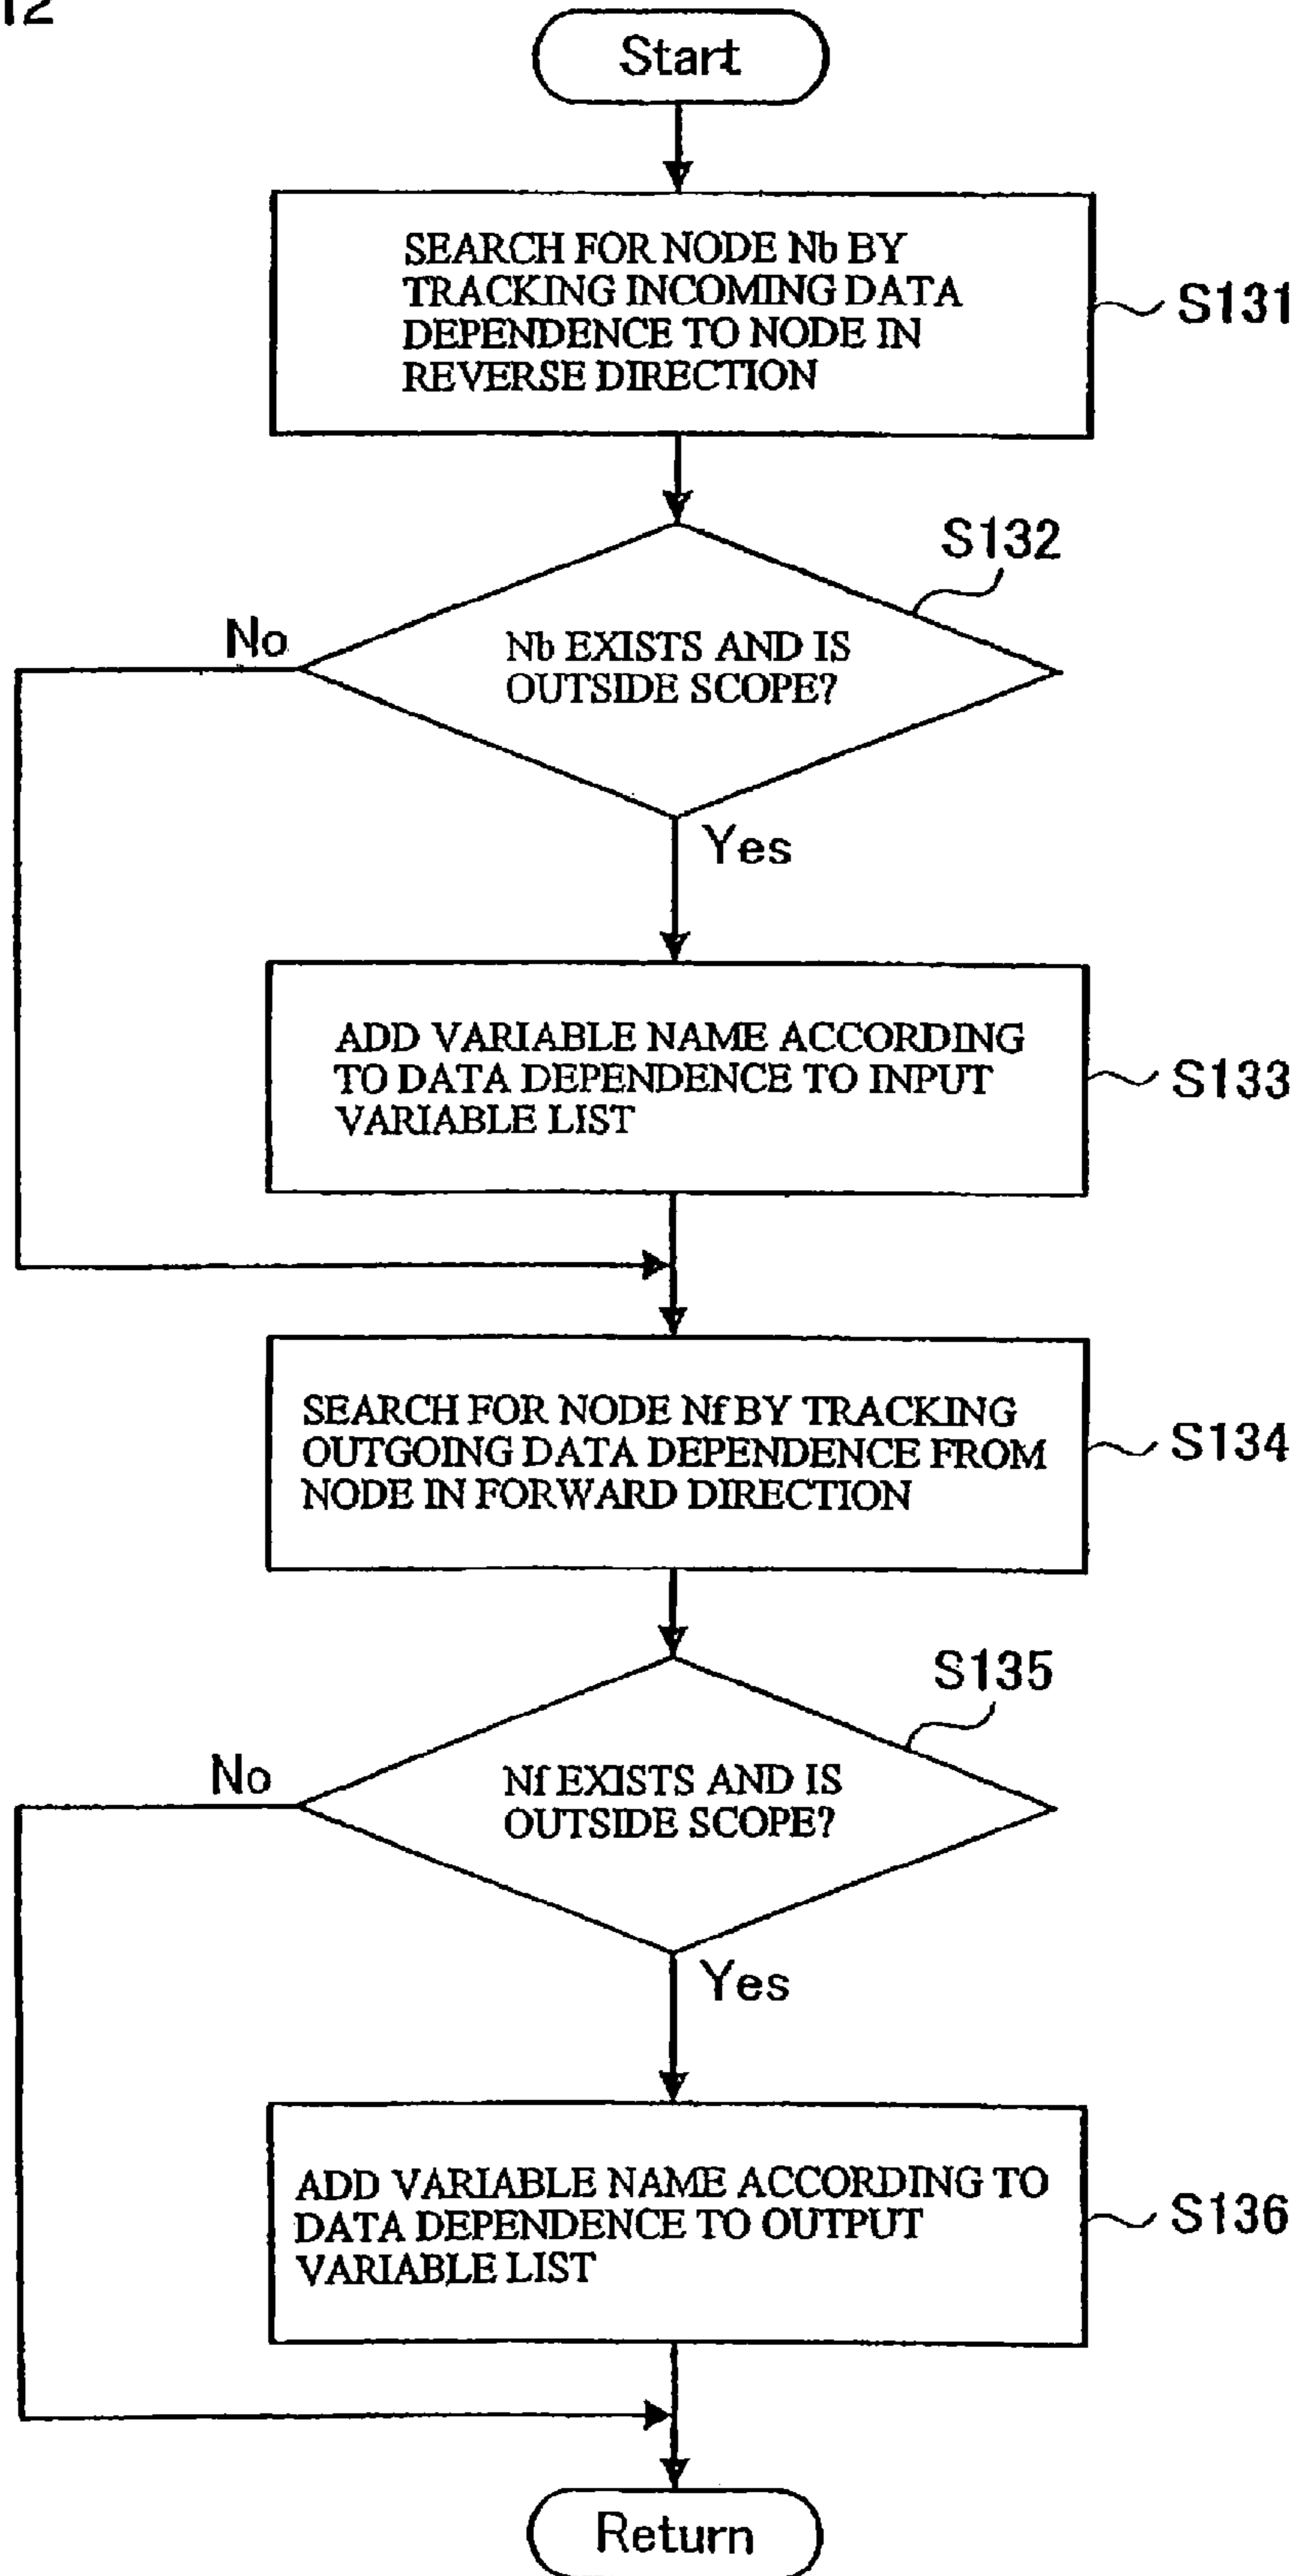 12
Start
SEARCH FOR NODE Nb BY
TRACKING INCOMING DATA
DEPENDENCE TO NODE IN
REVERSE DIRECTION
S131
S132
No
Nb EXISTS AND IS
OUTSIDE SCOPE?
Yes
ADD VARIABLE NAME ACCORDING
TO DATA DEPENDENCE TO INPUT
VARIABLE LIST
S133
SEARCH FOR NODE Nf BY TRACKING
OUTGOING DATA DEPENDENCE FROM
NODE IN FORWARD DIRECTION
S134
S135
No
Nf EXISTS AND IS
OUTSIDE SCOPE?
Yes
ADD VARIABLE NAME ACCORDING TO
DATA DEPENDENCE TO OUTPUT
VARIABLE LIST
S136
Return